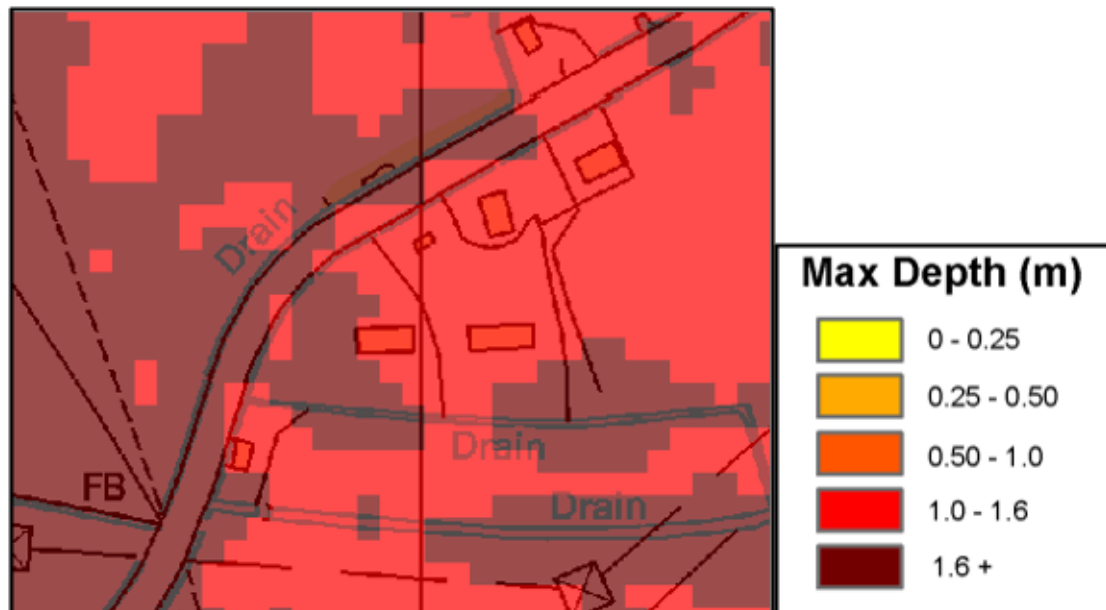 Drain
FB
Drain
Drain
Max Depth (m)
0 - 0.25
0.25 - 0.50
0.50 - 1.0
1.0 - 1.6
1.6 +